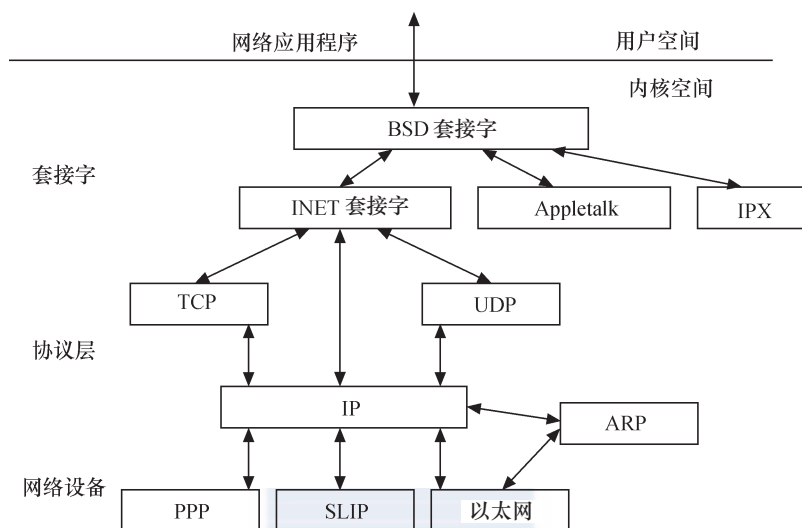 网络应用程序
用户空间
内核空间
BSD 套接字
套接字
INET 套接字
Appletalk
IPX
TCP
UDP
协议层
IP
ARP
网络设备
PPP
SLIP
以太网